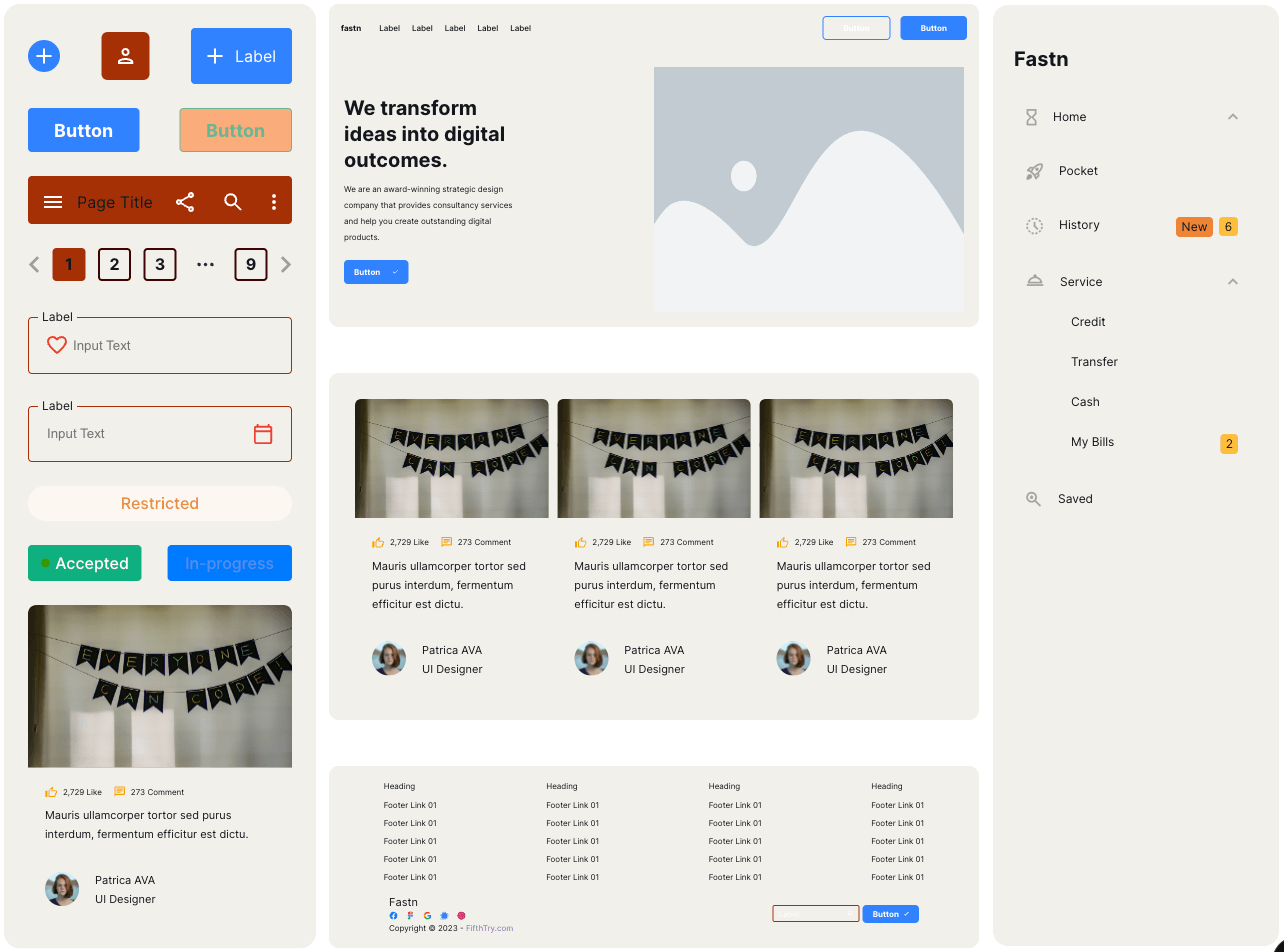 Label
Button
Button
Page Title
1
2
3
...
9
Label
Input Text
Label
Input Text
Restricted
Accepted
In-progress
EVERYONE
CAN CODE!
2,729 Like
273 Comment
Mauris ullamcorper tortor sed purus
interdum, fermentum efficitur est dictu.
Patrica AVA
UI Designer
fastn
Label
Label
Label
Label
Label
Button
Button
We transform
ideas into digital
outcomes.
We are an award-winning strategic design
company that provides consultancy services
and help you create outstanding digital
products.
Button
EVERYONE
CAN CODE!
2,729 Like
273 Comment
Mauris ullamcorper tortor sed
purus interdum, fermentum
efficitur est dictu.
Patrica AVA
UI Designer
EVERYONE
CAN CODE!
2,729 Like
273 Comment
Mauris ullamcorper tortor sed
purus interdum, fermentum
efficitur est dictu.
Patrica AVA
UI Designer
EVERYONE
CAN CODE!
2,729 Like
273 Comment
Mauris ullamcorper tortor sed
purus interdum, fermentum
efficitur est dictu.
Patrica AVA
UI Designer
Heading
Footer Link 01
Footer Link 01
Footer Link 01
Footer Link 01
Footer Link 01
Heading
Footer Link 01
Footer Link 01
Footer Link 01
Footer Link 01
Footer Link 01
Heading
Footer Link 01
Footer Link 01
Footer Link 01
Footer Link 01
Footer Link 01
Heading
Footer Link 01
Footer Link 01
Footer Link 01
Footer Link 01
Footer Link 01
Fastn
Copyright © 2023 - FifthTry.com
Button
Fastn
Home
Pocket
History
New
6
Service
Credit
Transfer
Cash
My Bills
2
Saved